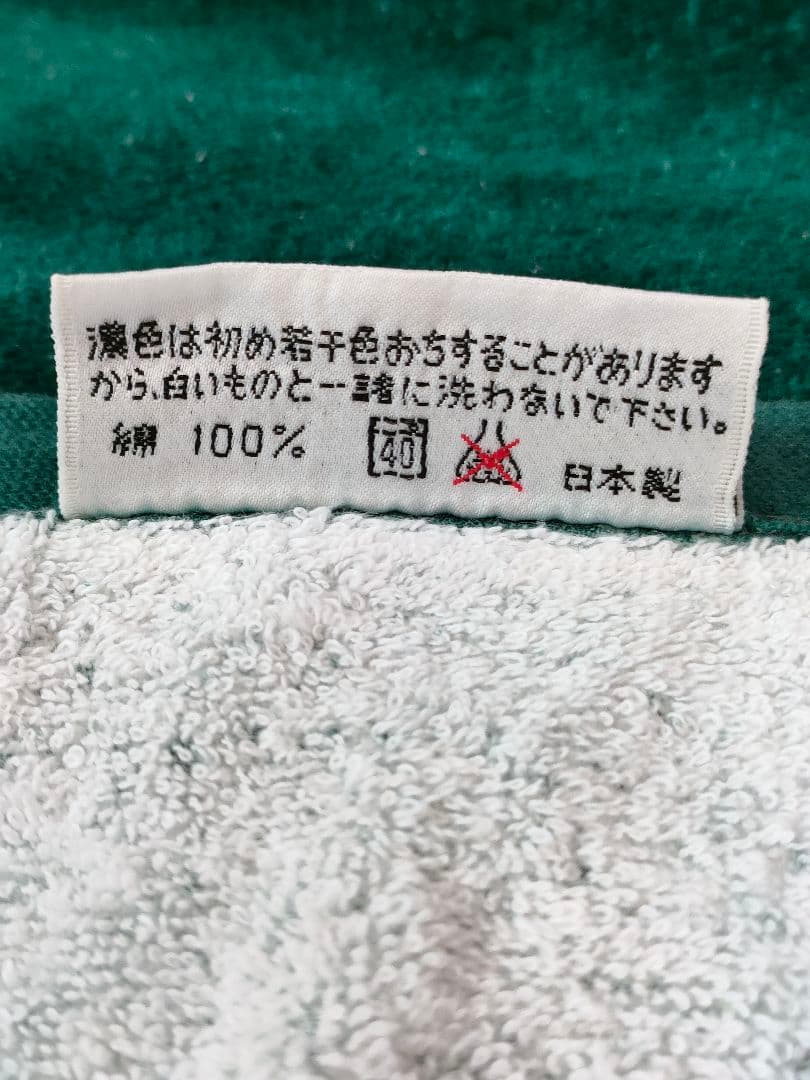 濃色は初め若干色おちすることがあります
から、白いものと一諸に洗わないで下さい。
綿 100% 40 日本製